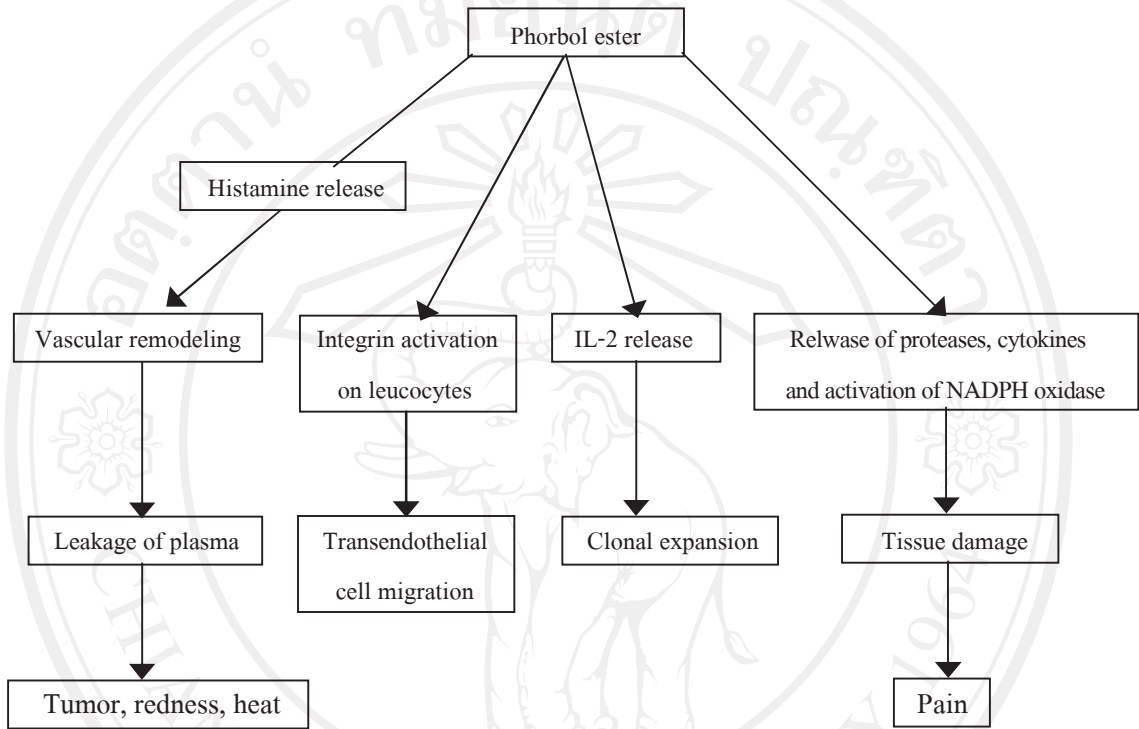 Phorbol ester
Histamine release
Vascular remodeling
Integrin activation
on leucocytes
IL-2 release
Relwase of proteases, cytokines
and activation of NADPH oxidase
Leakage of plasma
Transendothelial
cell migration
Clonal expansion
Tissue damage
Tumor, redness, heat
Pain
1964